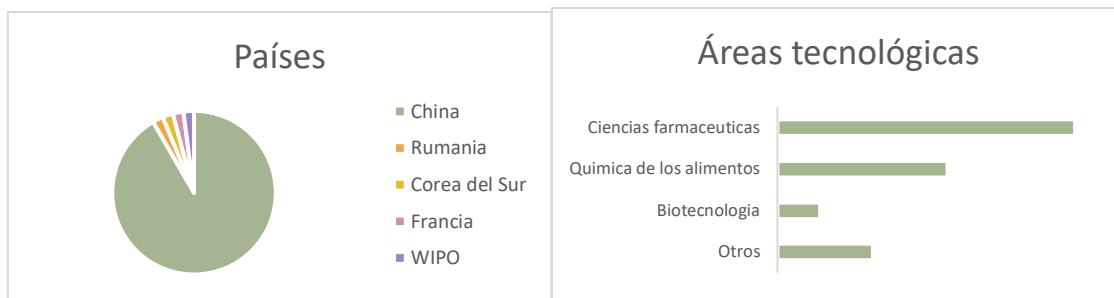 Países
China
Rumania
Corea del Sur
Francia
WIPO
Áreas tecnológicas
Ciencias farmaceuticas
Quimica de los alimentos
Biotecnologia
Otros